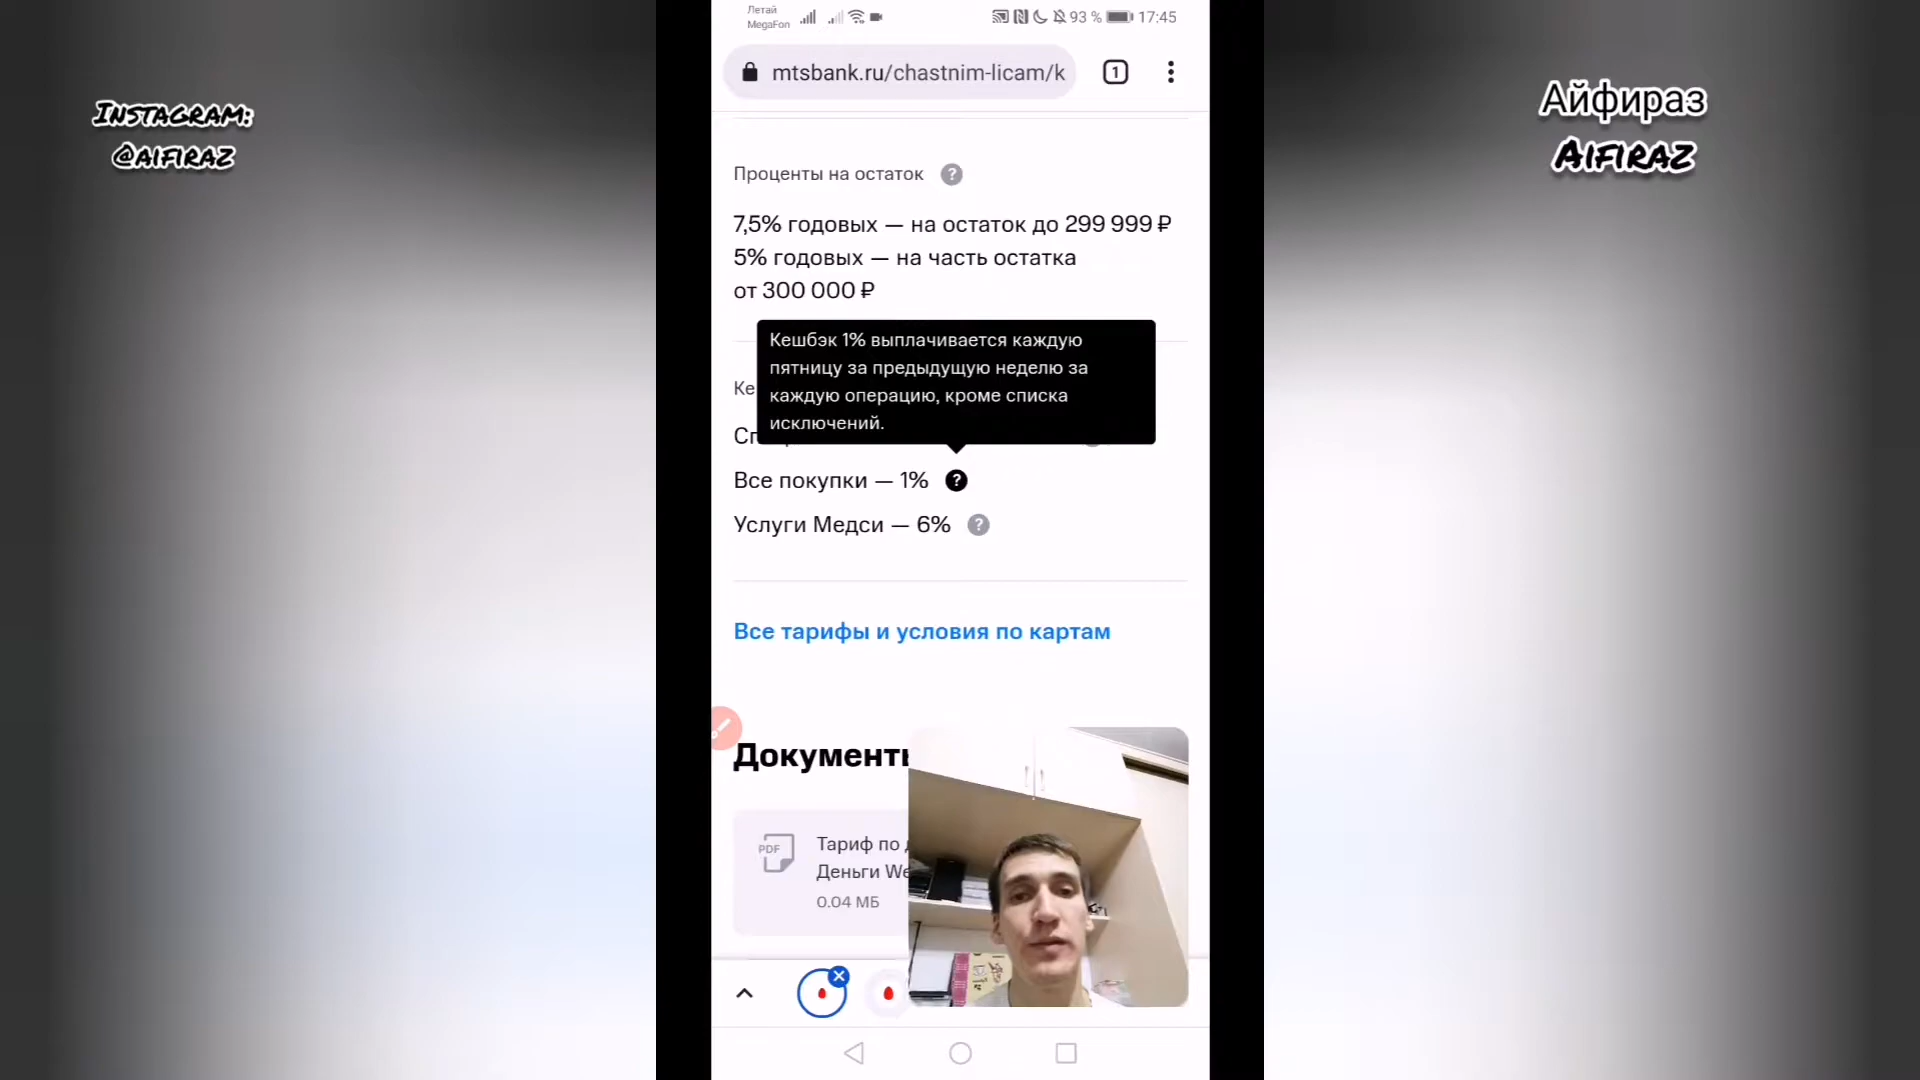 INSTAGRAM:
@AIFIRAZ
Айфираз
AIFIRAZ
Летай
MegaFon
93 %
17:45
mtsbank.ru/chastnim-licam/k
1
Проценты на остаток ?
7,5% годовых — на остаток до 299 999 ₽
5% годовых — на часть остатка
от 300 000 ₽
Кешбэк 1% выплачивается каждую
пятницу за предыдущую неделю за
каждую операцию, кроме списка
исключений.
Ке
Все покупки — 1% ?
Услуги Медси — 6% ?
Все тарифы и условия по картам
Документы
PDF
Тариф по
Деньги We
0.04 МБ